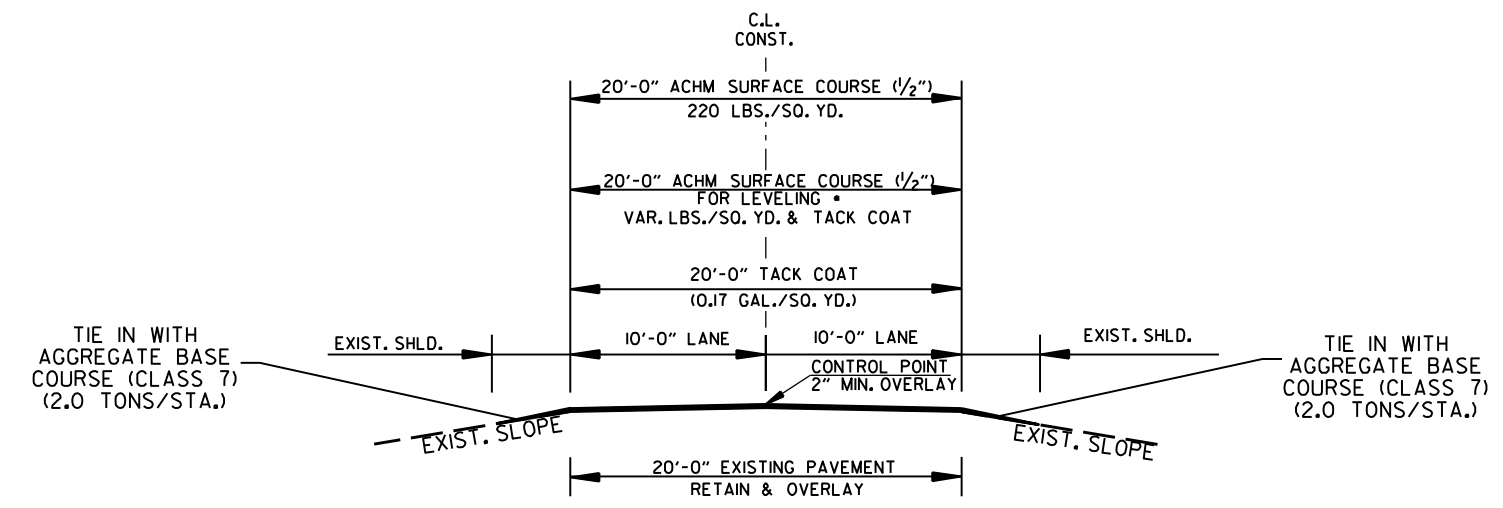 C.L.
CONST.
20'-0" ACHM SURFACE COURSE (1/2")
220 LBS./SQ. YD.
20'-0" ACHM SURFACE COURSE (1/2")
FOR LEVELING *
VAR. LBS./SQ. YD. & TACK COAT
20'-0" TACK COAT
(0.17 GAL./SQ. YD.)
TIE IN WITH
AGGREGATE BASE
COURSE (CLASS 7)
(2.0 TONS/STA.)
EXIST. SHLD.
10'-0" LANE
10'-0" LANE
EXIST. SHLD.
TIE IN WITH
AGGREGATE BASE
COURSE (CLASS 7)
(2.0 TONS/STA.)
CONTROL POINT
2" MIN. OVERLAY
EXIST. SLOPE
EXIST. SLOPE
20'-0" EXISTING PAVEMENT
RETAIN & OVERLAY